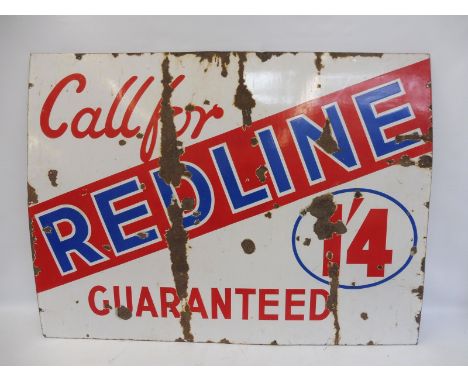 Call for
REDLINE
1'4
GUARANTEED